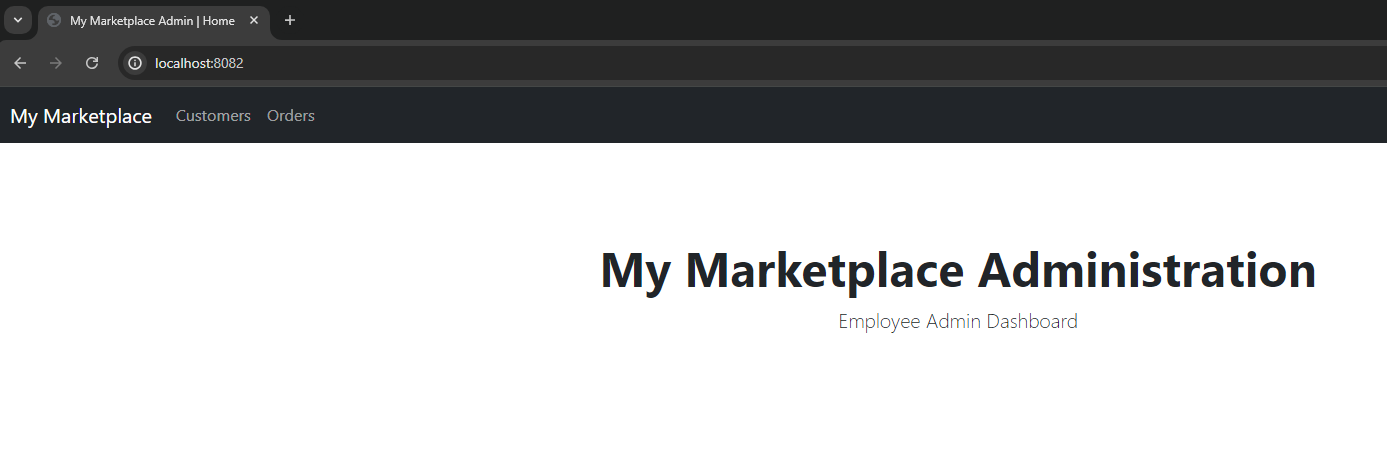 My Marketplace Admin | Home
localhost:8082
My Marketplace Customers Orders
My Marketplace Administration
Employee Admin Dashboard